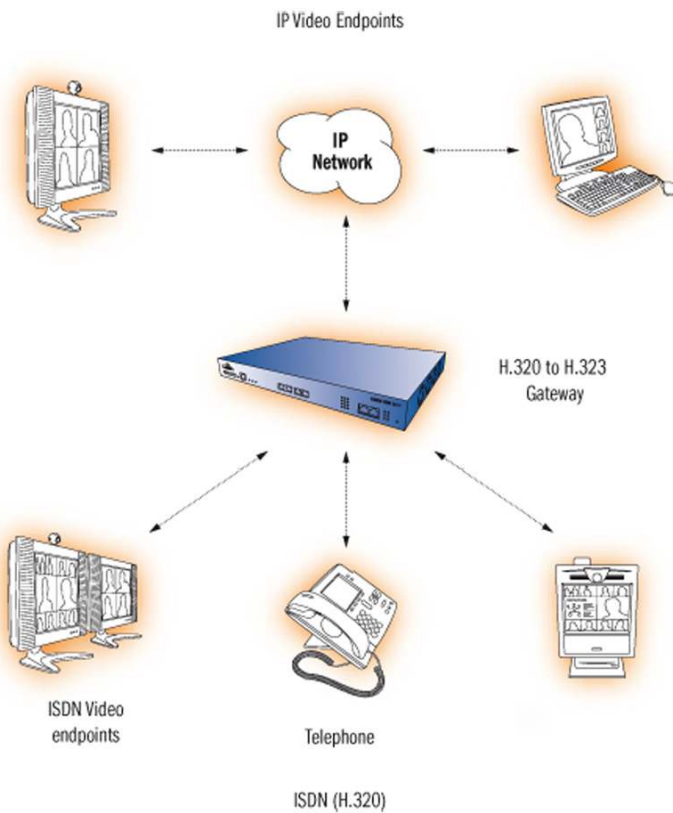 IP Video Endpoints
IP
Network
H.320 to H.323
Gateway
ISDN Video
endpoints
Telephone
ISDN (H.320)